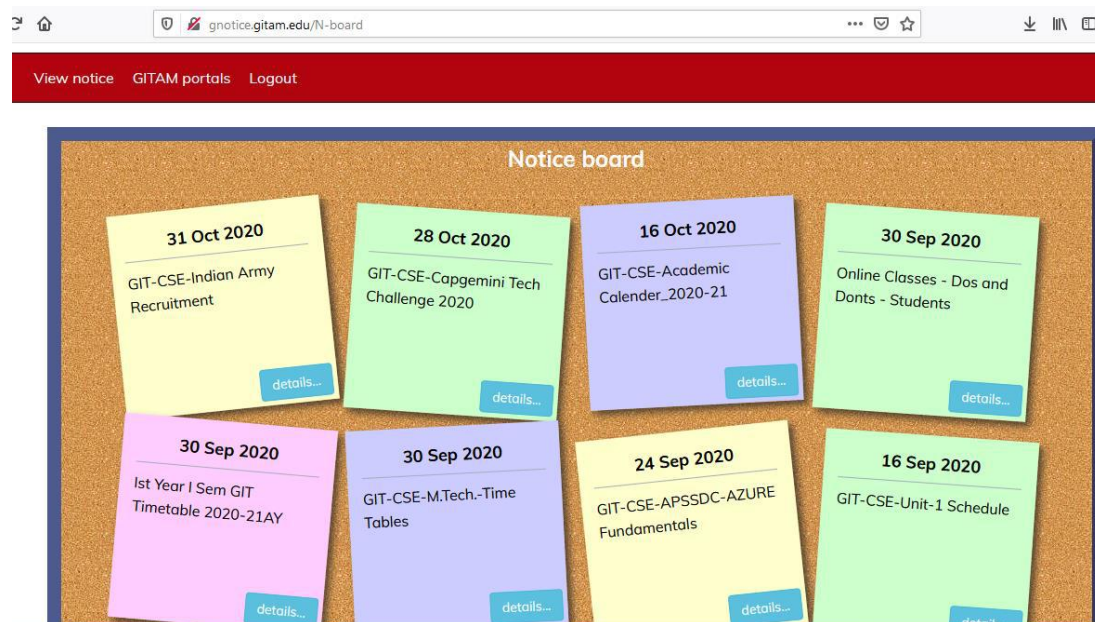 gnotice.gitam.edu/N-board
View notice GITAM portals Logout
Notice board
31 Oct 2020
GIT-CSE-Indian Army
Recruitment
details...
28 Oct 2020
GIT-CSE-Capgemini Tech
Challenge 2020
details...
16 Oct 2020
GIT-CSE-Academic
Calender_2020-21
details...
30 Sep 2020
Online Classes - Dos and
Donts - Students
details...
30 Sep 2020
Ist Year I Sem GIT
Timetable 2020-21AY
details...
30 Sep 2020
GIT-CSE-M.Tech.-Time
Tables
details...
24 Sep 2020
GIT-CSE-APSSDC-AZURE
Fundamentals
details...
16 Sep 2020
GIT-CSE-Unit-1 Schedule
details...